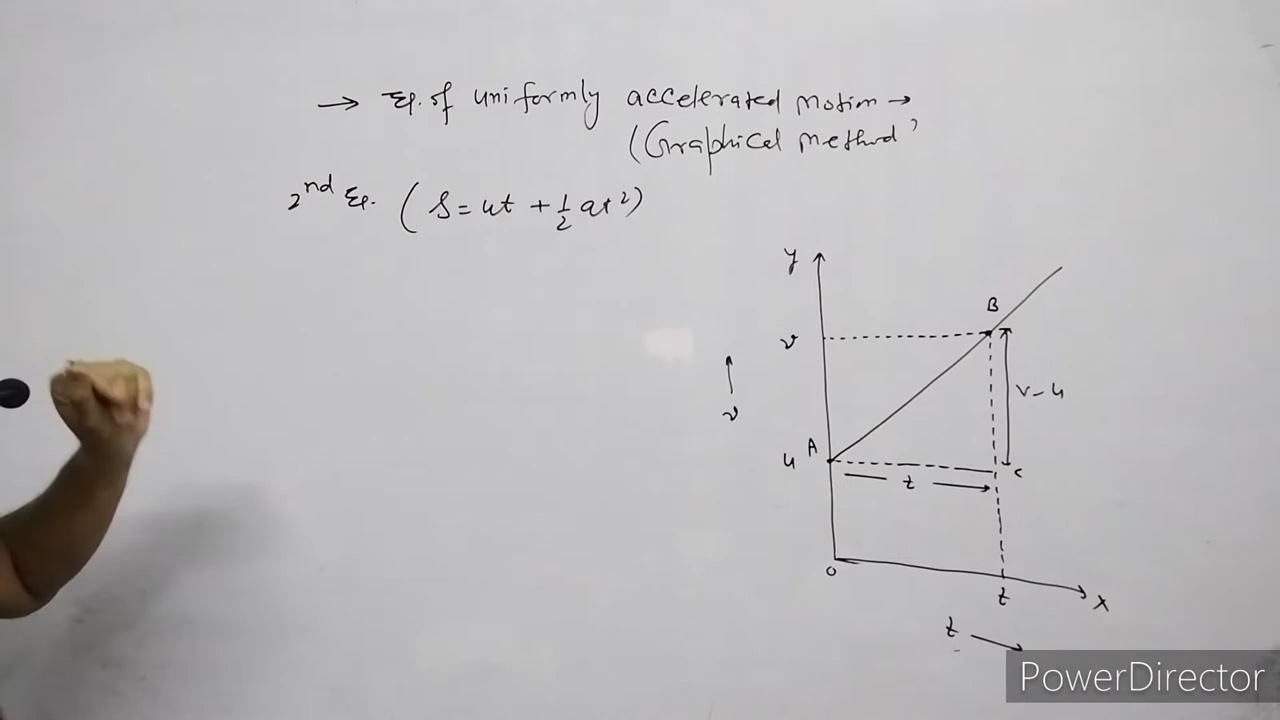 → Eq. of uniformly accelerated motion →
(Graphical method)
2nd Eq. (S = ut + 1/2 at²)
y
B
v
v - u
v
A
u
c
t
o
t
x
t
PowerDirector